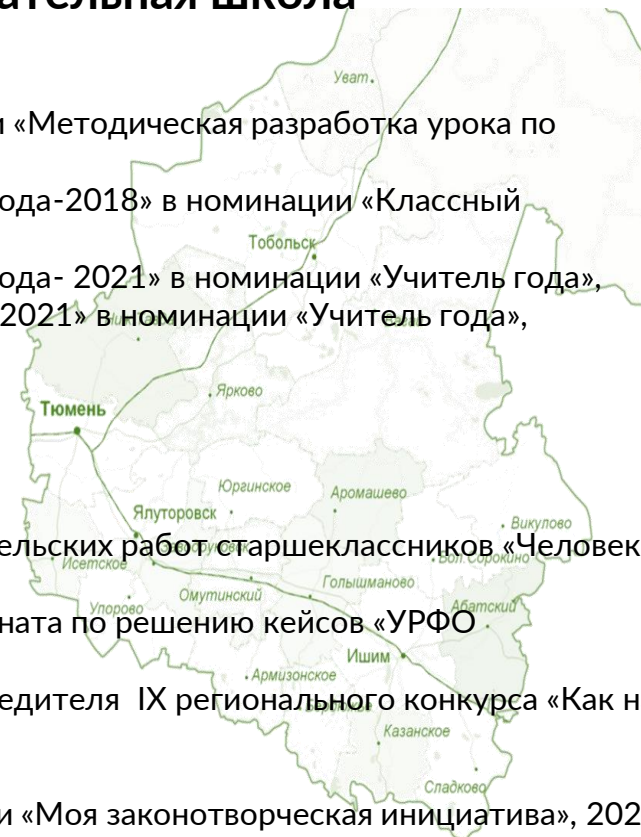 ательная школа
Уват
и «Методическая разработка урока по
ода-2018» в номинации «Классный
Тобольск
ода- 2021» в номинации «Учитель года»,
2021» в номинации «Учитель года»,
Ярково
Тюмень
Юргинское
Аромашево
Ялуторовск
Викулово
ельских работ старшеклассников «Человек
Исетское
Бол.Сорокино
Голышманово
Омутинский
Упорово
Абатский
ната по решению кейсов «УРФО
Ишим
Армизонское
едителя IX регионального конкурса «Как н
Казанское
Сладково
и «Моя законотворческая инициатива», 202